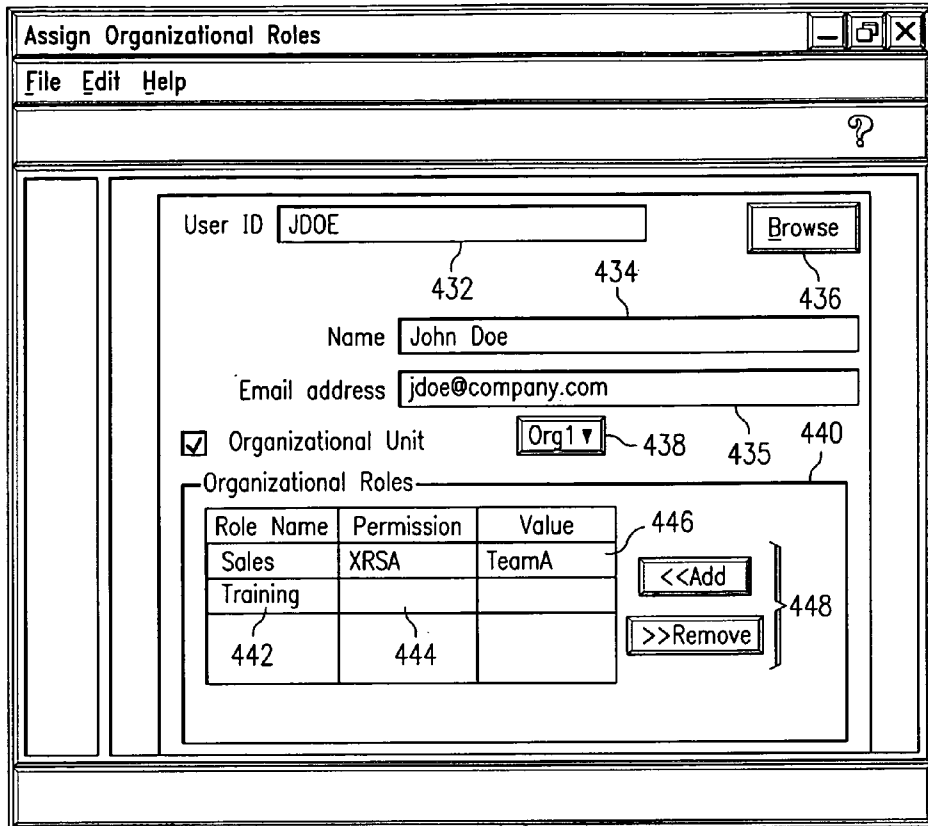 Assign Organizational Roles
File Edit Help
?
User ID JDOE Browse
432 434 436
Name John Doe
Email address jdoe@company.com
Organizational Unit Org1 ▼ 438 435 440
Organizational Roles
Role Name Permission Value 446
Sales XRSA TeamA <<Add
Training 448
442 444 >>Remove